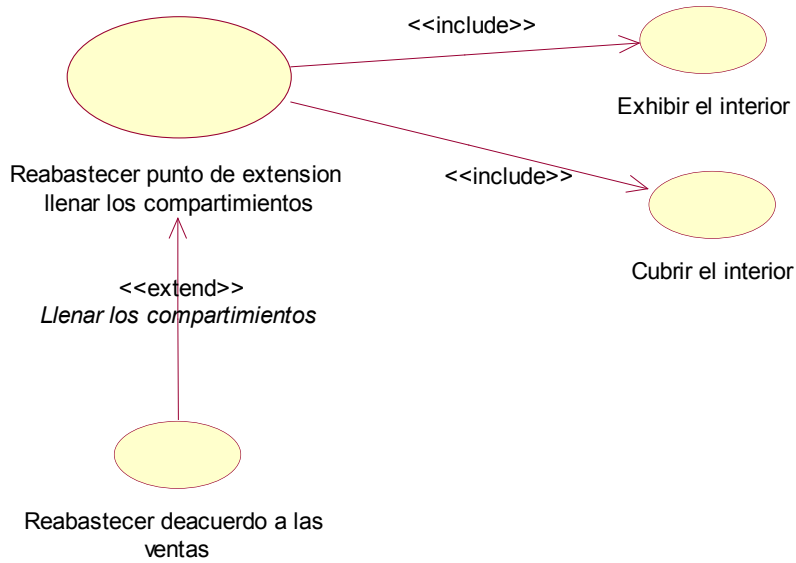 <<include>>
Exhibir el interior
Reabastecer punto de extension
llenar los compartimientos
<<include>>
Cubrir el interior
<<extend>>
Llenar los compartimientos
Reabastecer deacuerdo a las
ventas